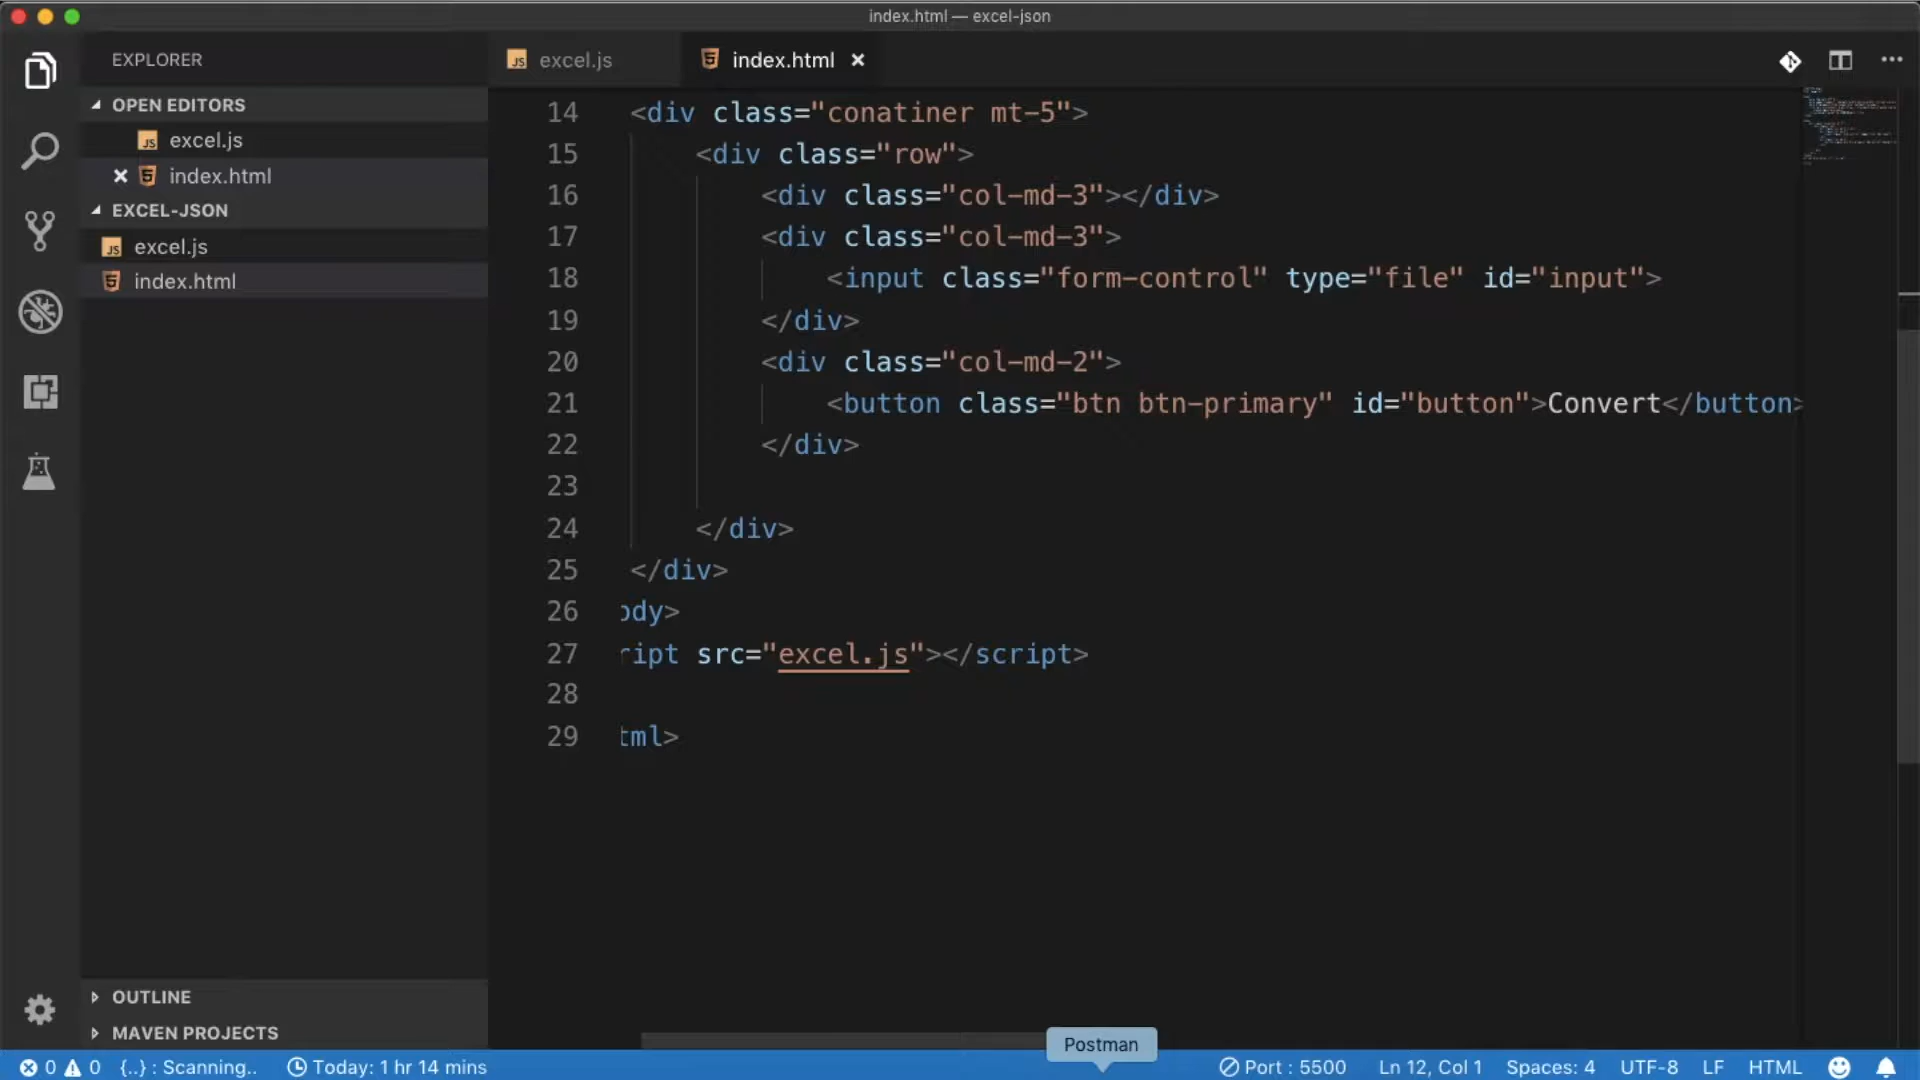 index.html — excel-json
EXPLORER
OPEN EDITORS
excel.js
index.html
EXCEL-JSON
excel.js
index.html
OUTLINE
MAVEN PROJECTS
excel.js
index.html
14 <div class="conatiner mt-5">
15 <div class="row">
16 <div class="col-md-3"></div>
17 <div class="col-md-3">
18 <input class="form-control" type="file" id="input">
19 </div>
20 <div class="col-md-2">
21 <button class="btn btn-primary" id="button">Convert</button>
22 </div>
23
24 </div>
25 </div>
26 ody>
27 ript src="excel.js"></script>
28
29 tml>
Postman
0 0 {..} : Scanning.. Today: 1 hr 14 mins Port : 5500 Ln 12, Col 1 Spaces: 4 UTF-8 LF HTML